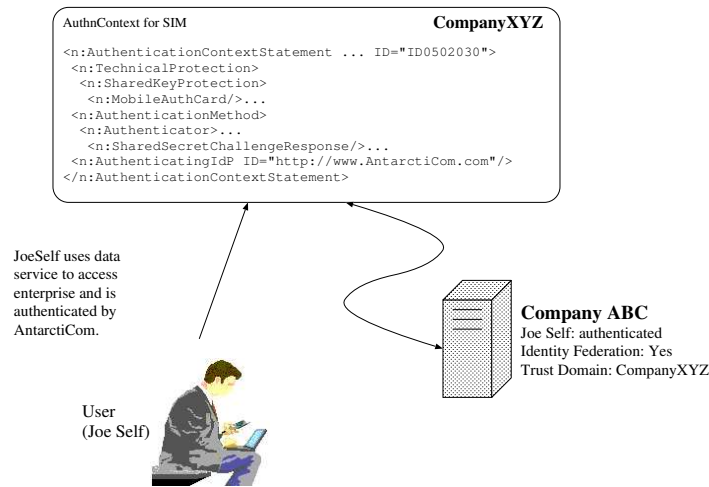 AuthnContext for SIM
CompanyXYZ
<n:AuthenticationContextStatement ... ID="ID0502030">
<n:TechnicalProtection>
<n:SharedKeyProtection>
<n:MobileAuthCard/>...
<n:AuthenticationMethod>
<n:Authenticator>...
<n:SharedSecretChallengeResponse/>...
<n:AuthenticatingIdP ID="http://www.AntarctiCom.com"/>
</n:AuthenticationContextStatement>
JoeSelf uses data
service to access
enterprise and is
authenticated by
AntarctiCom.
Company ABC
Joe Self: authenticated
Identity Federation: Yes
Trust Domain: CompanyXYZ
User
(Joe Self)